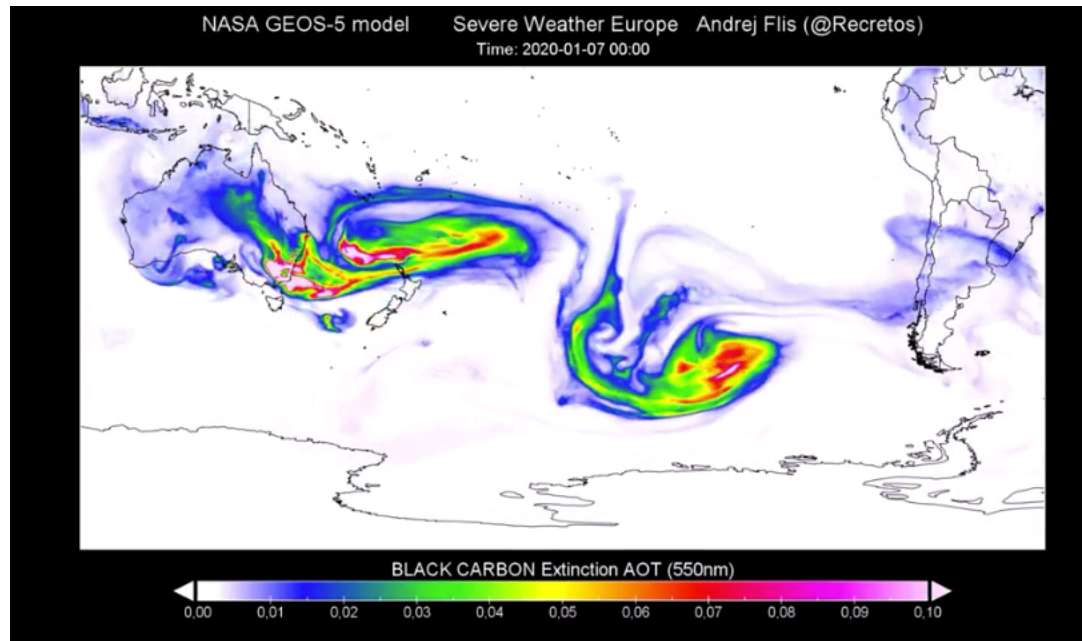 NASA GEOS-5 model Severe Weather Europe Andrej Flis (@Recretos)
Time: 2020-01-07 00:00
BLACK CARBON Extinction AOT (550nm)
0,00 0,01 0,02 0,03 0,04 0,05 0,06 0,07 0,08 0,09 0,10